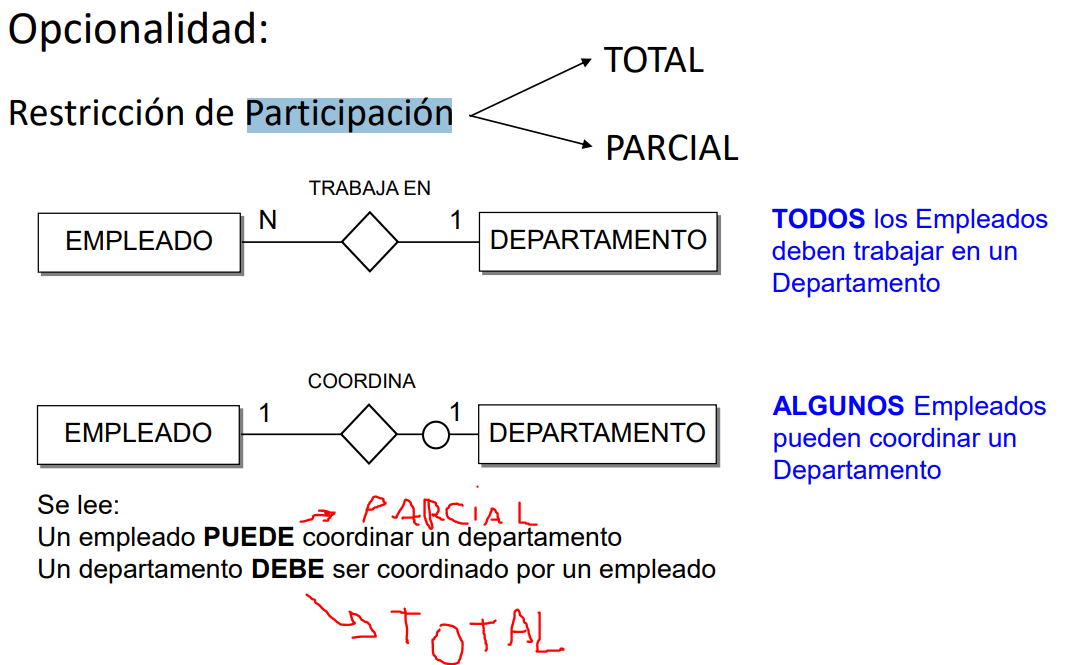 Opcionalidad:
TOTAL
Restricción de Participación
PARCIAL
TRABAJA EN
EMPLEADO N 1 DEPARTAMENTO
TODOS los Empleados
deben trabajar en un
Departamento
COORDINA
EMPLEADO 1 1 DEPARTAMENTO
ALGUNOS Empleados
pueden coordinar un
Departamento
Se lee:
PARCIAL
Un empleado PUEDE coordinar un departamento
Un departamento DEBE ser coordinado por un empleado
TOTAL